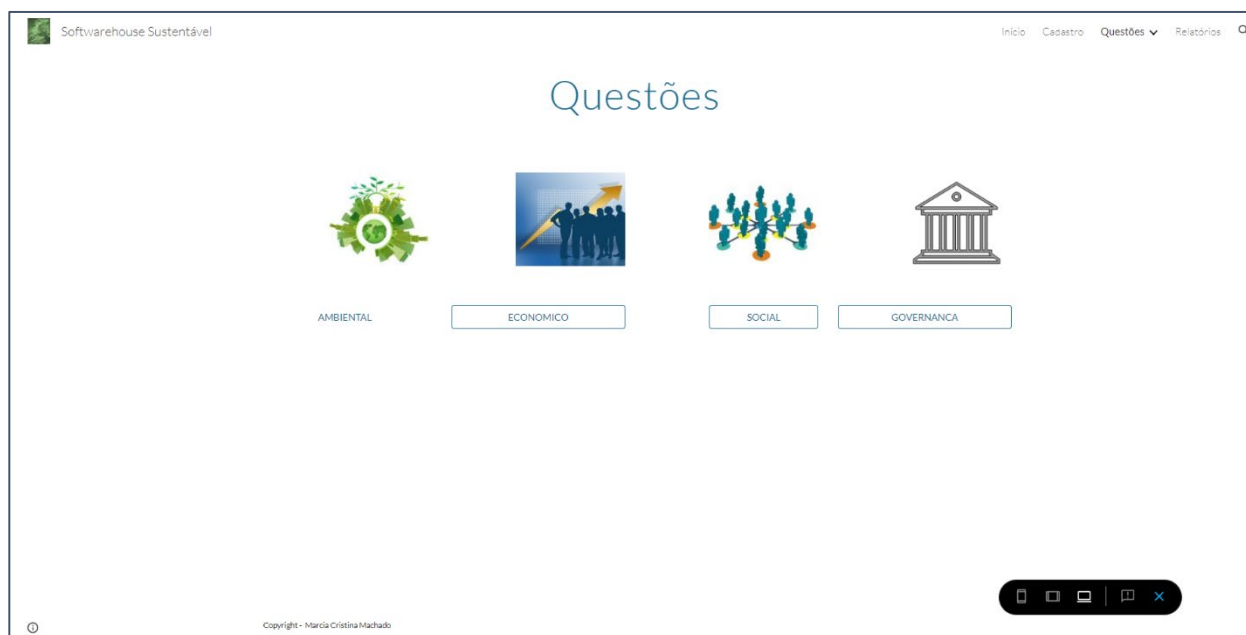 Softwarehouse Sustentável
Início Cadastro Questões Relatórios
Questões
AMBIENTAL ECONOMICO SOCIAL GOVERNANCA
Copyright - Marcia Cristina Machado